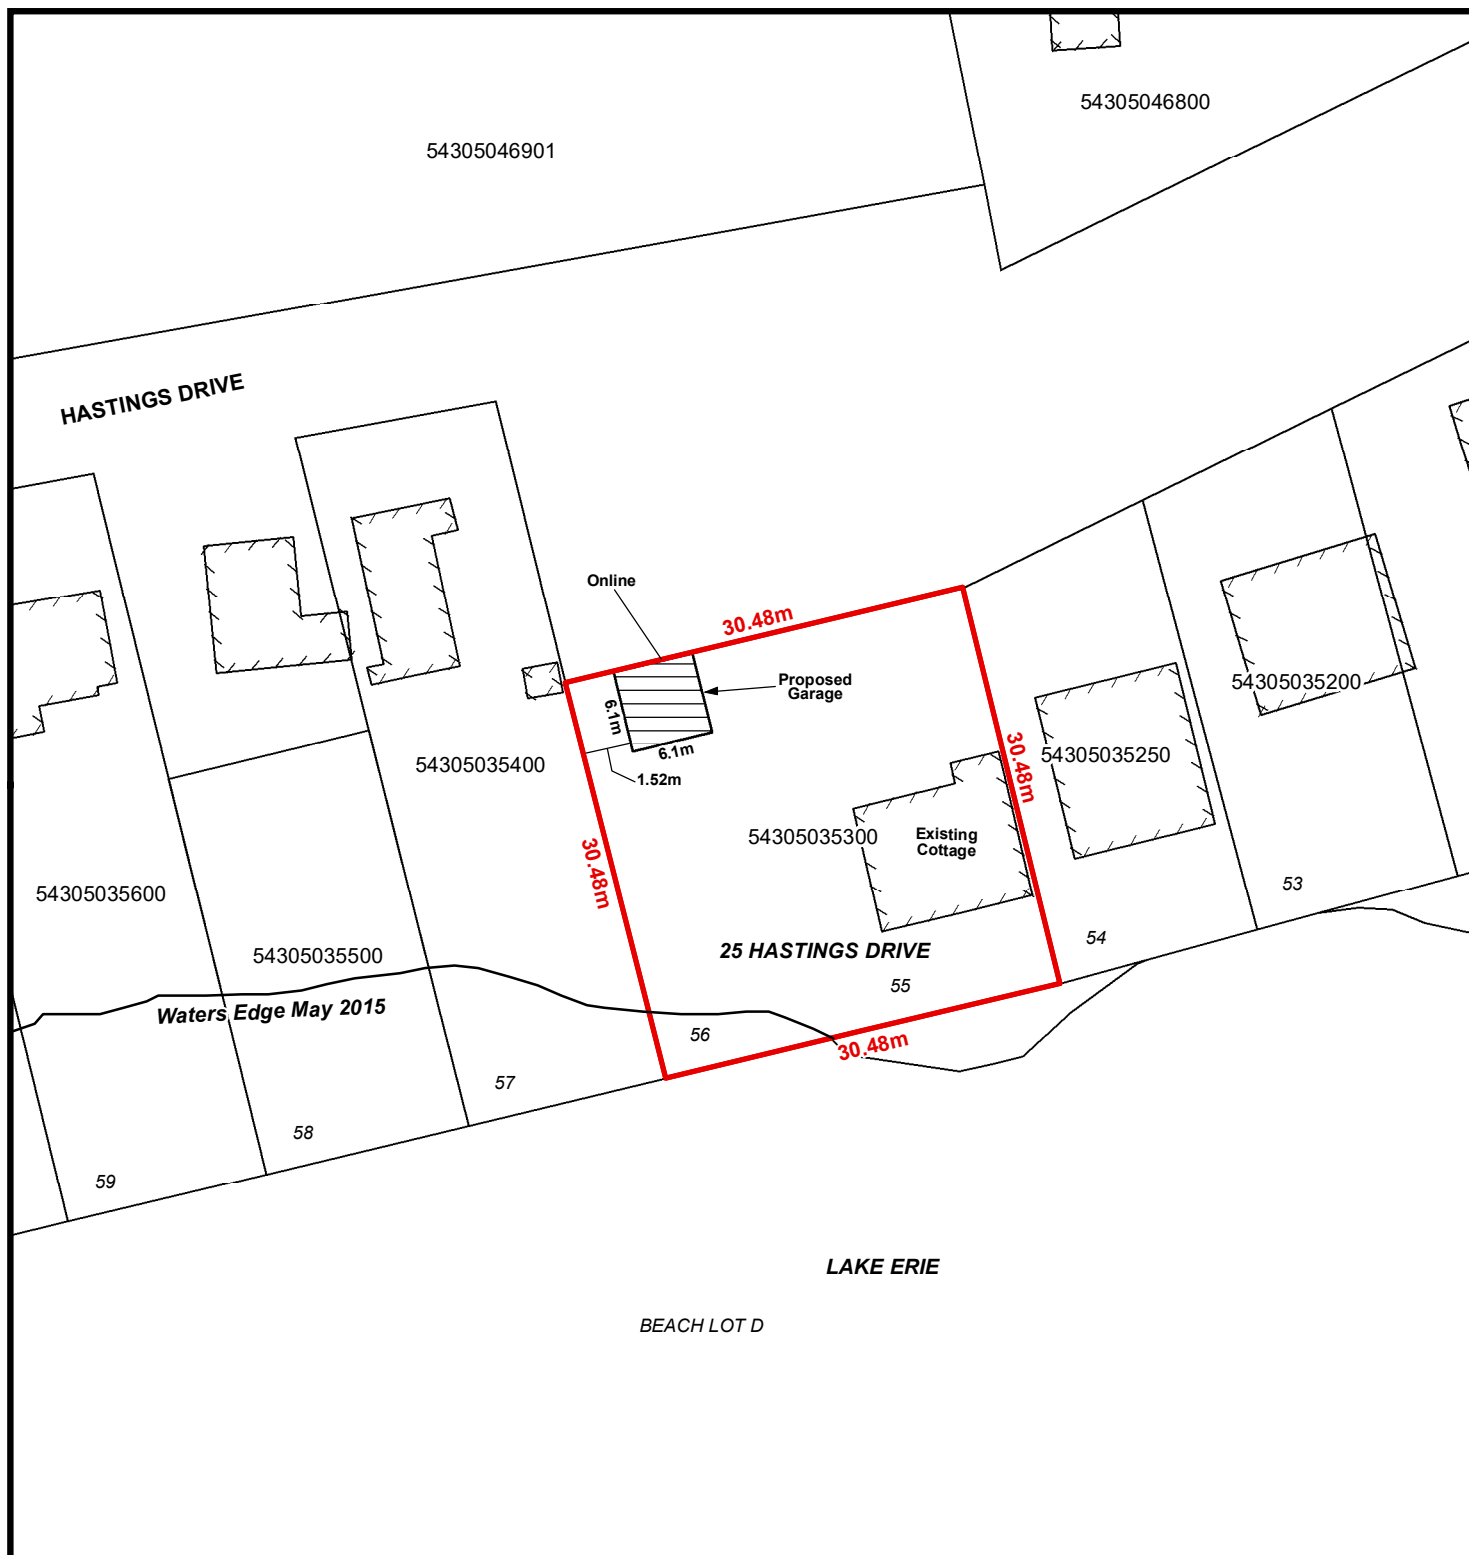 54305046800
54305046901
HASTINGS DRIVE
Online
30.48m
Proposed
Garage
54305035200
6.1m
6.1m
1.52m
54305035400
54305035250
30.48m
54305035300
Existing
Cottage
30.48m
54305035600
53
54305035500
25 HASTINGS DRIVE
54
55
Waters Edge May 2015
56
30.48m
57
58
59
LAKE ERIE
BEACH LOT D